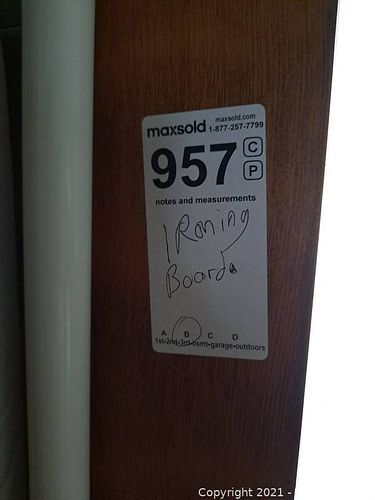 maxsold maxsold.com
1-877-257-7799
957 C
P
notes and measurements
IRoning
Boards
A B C D
1st-2nd-3rd-bsmt-garage-outdoors
Copyright 2021 -